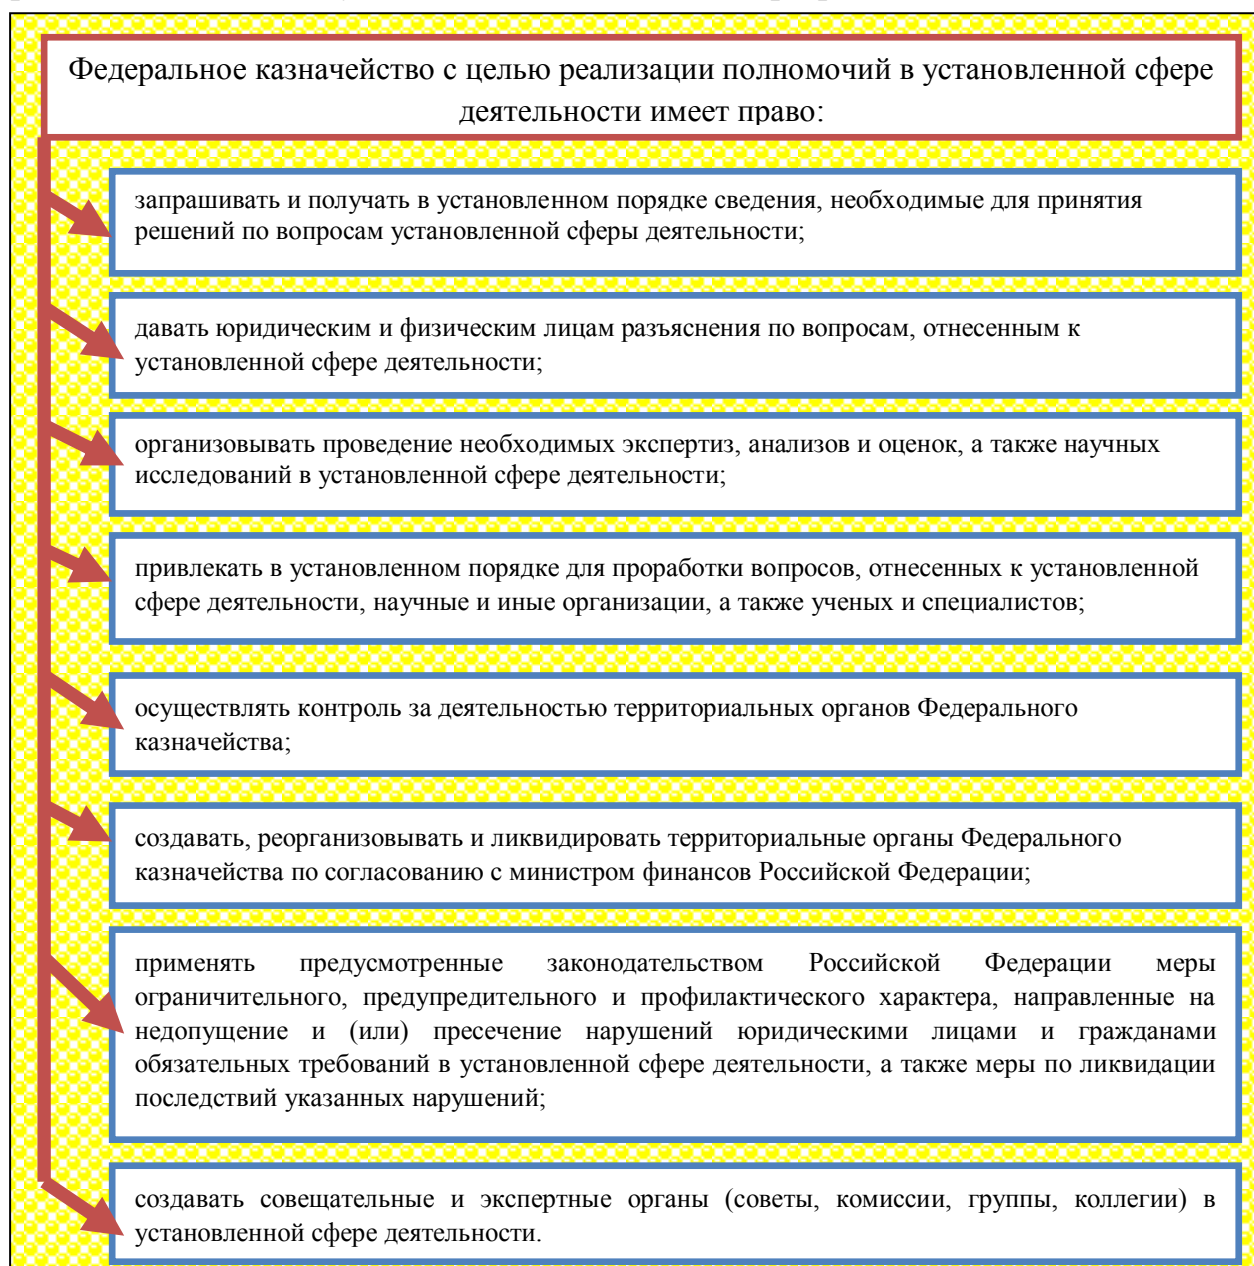 Федеральное казначейство с целью реализации полномочий в установленной сфере
деятельности имеет право:
запрашивать и получать в установленном порядке сведения, необходимые для принятия
решений по вопросам установленной сферы деятельности;
давать юридическим и физическим лицам разъяснения по вопросам, отнесенным к
установленной сфере деятельности;
организовывать проведение необходимых экспертиз, анализов и оценок, а также научных
исследований в установленной сфере деятельности;
привлекать в установленном порядке для проработки вопросов, отнесенных к установленной
сфере деятельности, научные и иные организации, а также ученых и специалистов;
осуществлять контроль за деятельностью территориальных органов Федерального
казначейства;
создавать, реорганизовывать и ликвидировать территориальные органы Федерального
казначейства по согласованию с министром финансов Российской Федерации;
применять предусмотренные законодательством Российской Федерации меры
ограничительного, предупредительного и профилактического характера, направленные на
недопущение и (или) пресечение нарушений юридическими лицами и гражданами
обязательных требований в установленной сфере деятельности, а также меры по ликвидации
последствий указанных нарушений;
создавать совещательные и экспертные органы (советы, комиссии, группы, коллегии) в
установленной сфере деятельности.